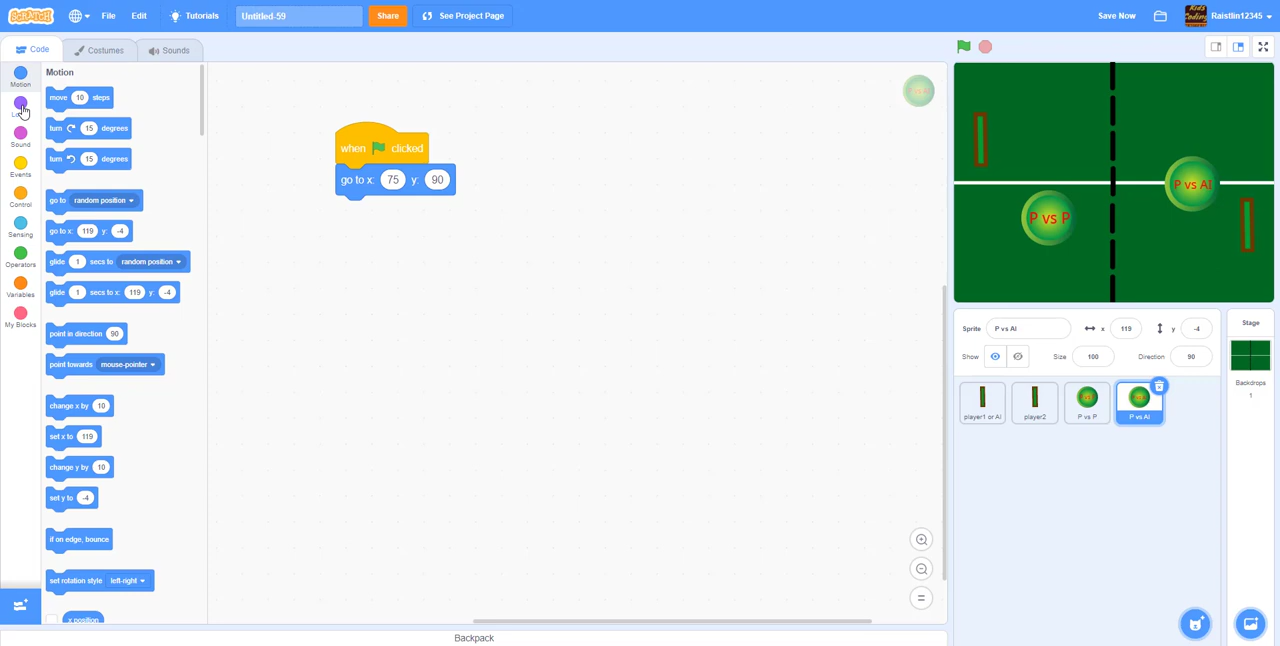 SCRATCH File Edit Tutorials Untitled-59 Share See Project Page Save Now Raistlin12345
Code Costumes Sounds
Motion
Sound
Events
Control
Sensing
Operators
Variables
My Blocks
Motion
move 10 steps
turn 15 degrees
turn 15 degrees
go to random position
go to x: 119 y: -4
glide 1 secs to random position
glide 1 secs to x: 119 y: -4
point in direction 90
point towards mouse-pointer
change x by 10
set x to 119
change y by 10
set y to -4
if on edge, bounce
set rotation style left-right
x position
when clicked
go to x: 75 y: 90
P vs AI
P vs AI
P vs P
Sprite P vs AI x 119 y -4
Show Size 100 Direction 90
player1 or AI player2 P vs P P vs AI
Stage
Backdrops
1
Backpack